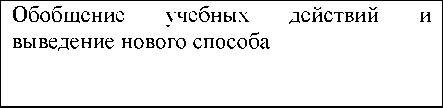 Обобщение учебных действий и
выведение нового способа